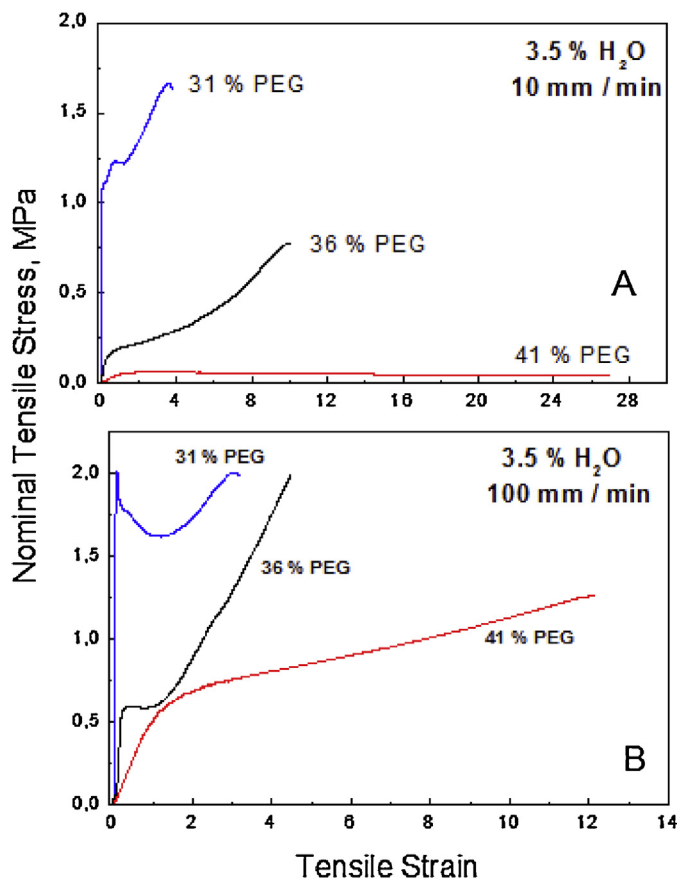 Nominal Tensile Stress, MPa
2,0
1,5
1,0
0,5
0,0
3.5 % H2O
10 mm / min
31 % PEG
36 % PEG
A
41 % PEG
0 4 8 12 16 20 24 28
2,0
1,5
1,0
0,5
0,0
31 % PEG
3.5 % H2O
100 mm / min
36 % PEG
41 % PEG
B
0 2 4 6 8 10 12 14
Tensile Strain